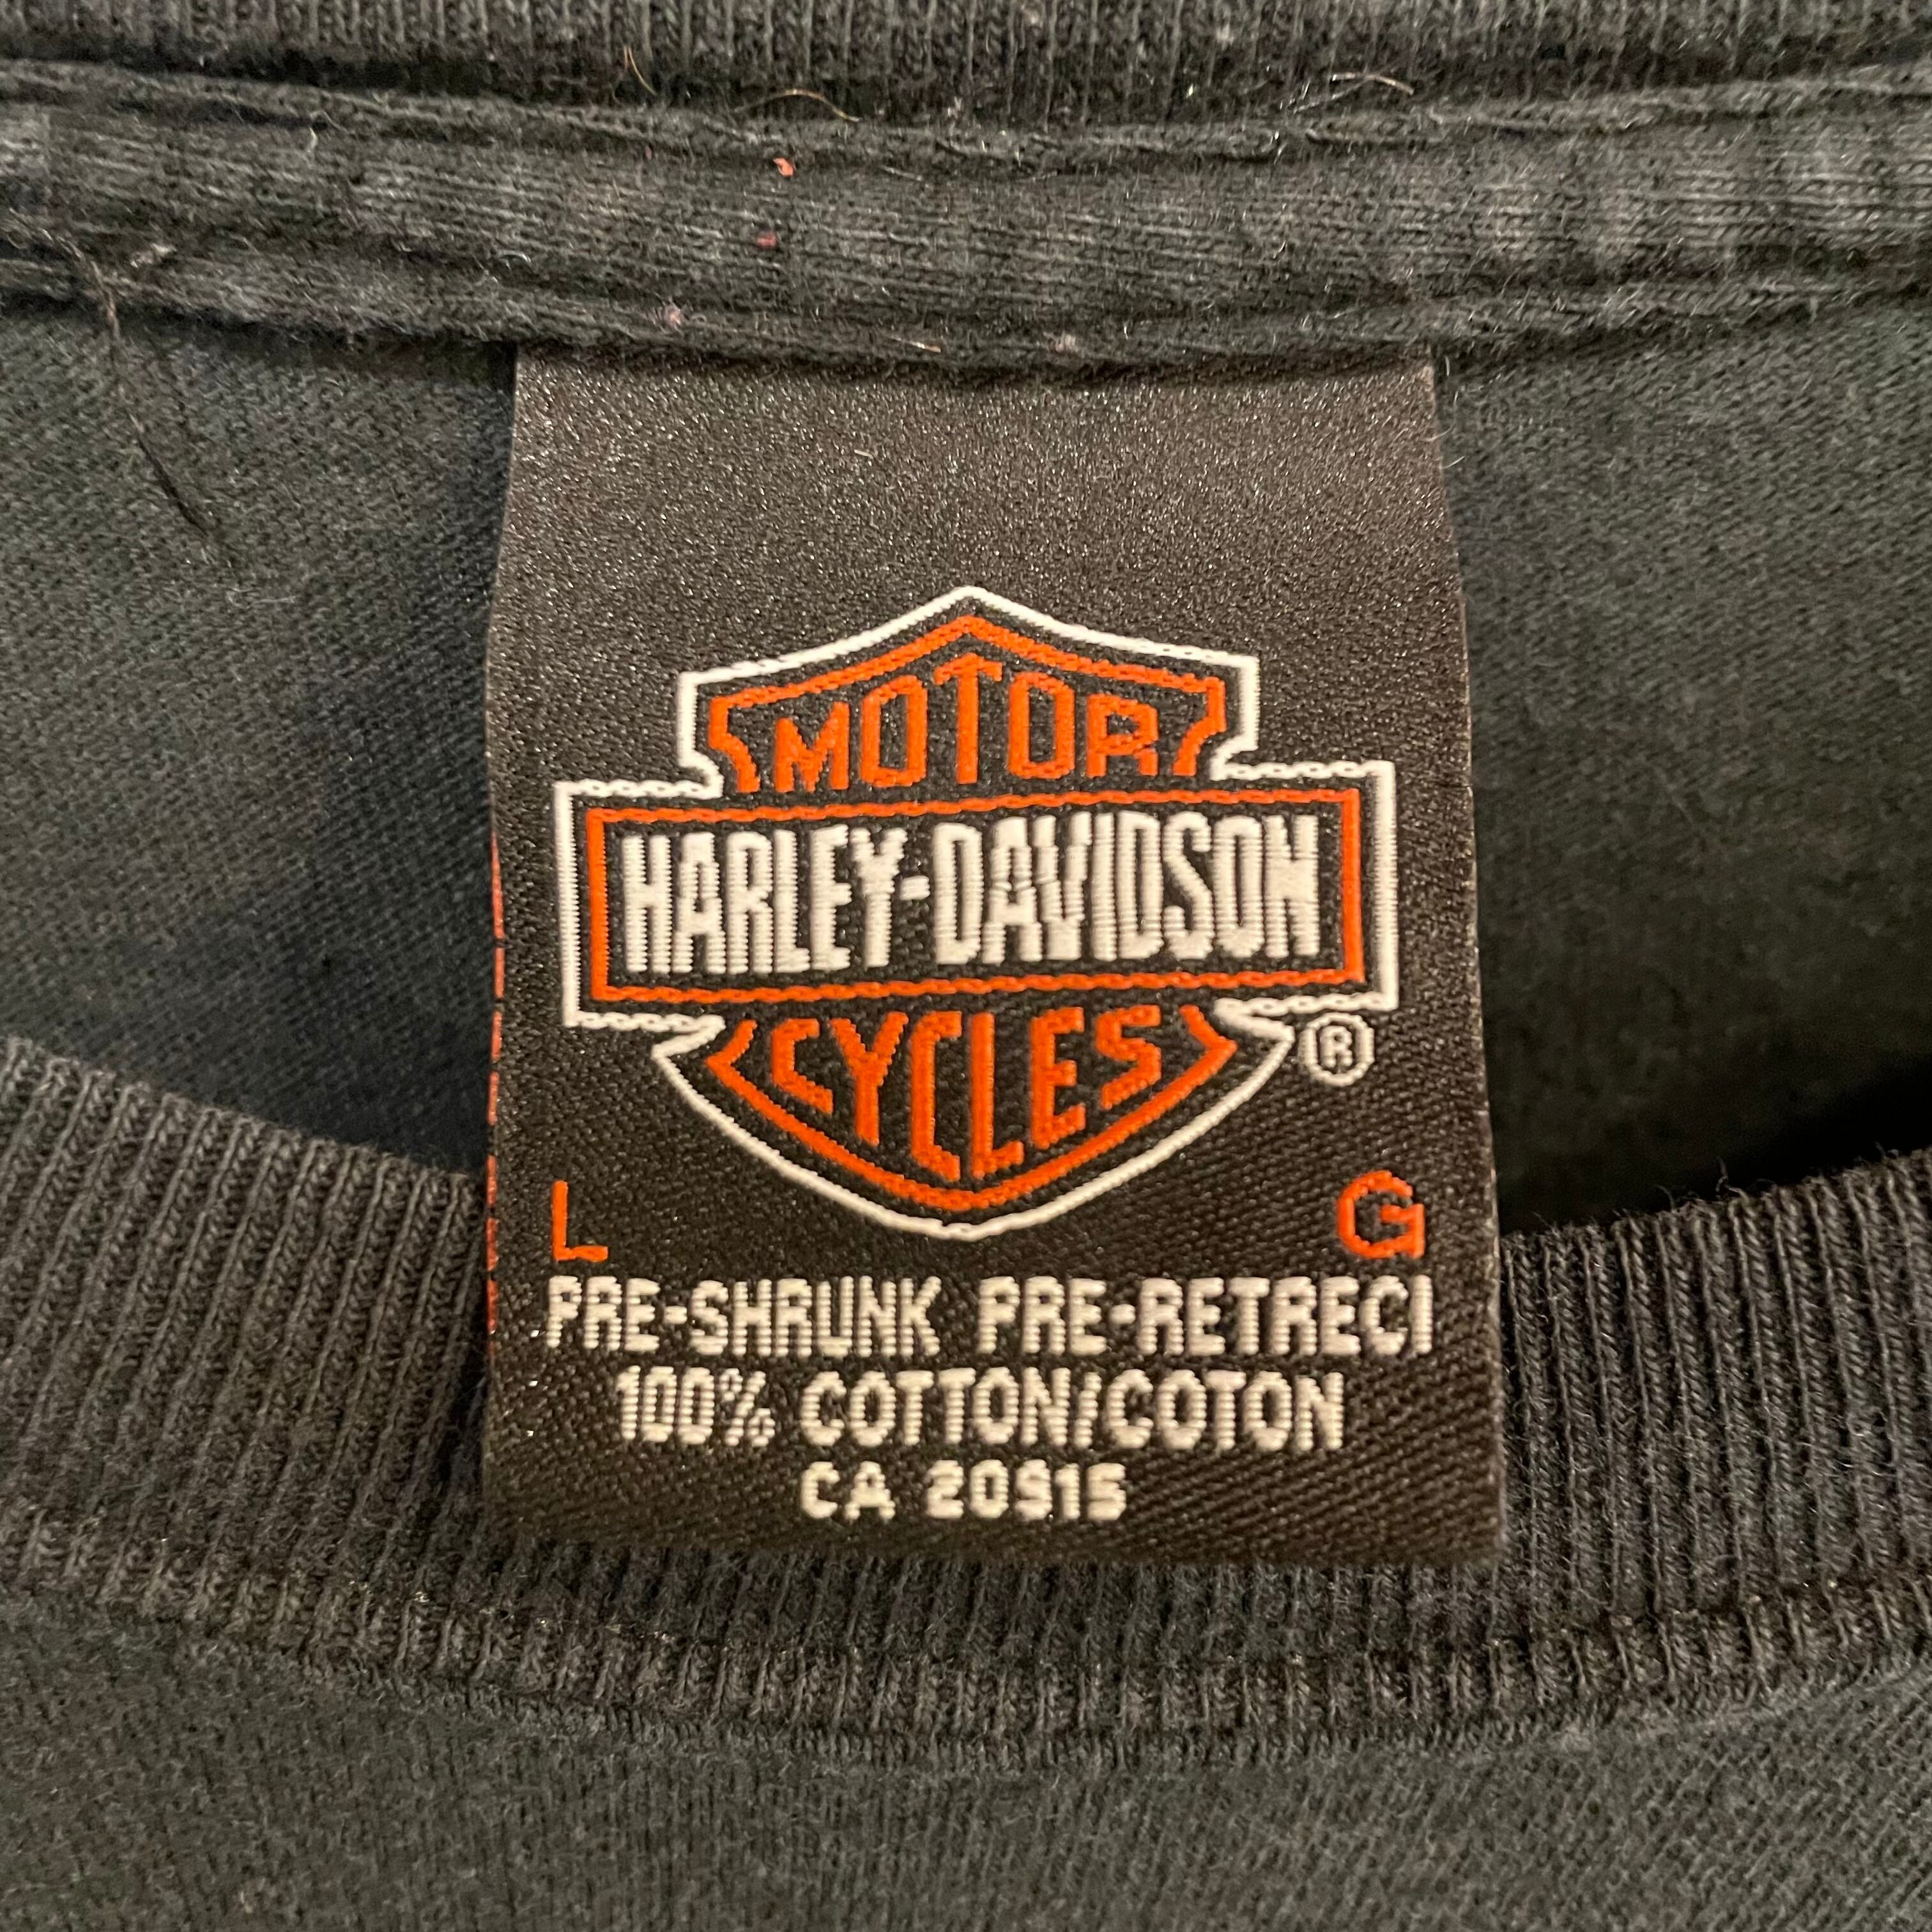 MOTOR
HARLEY-DAVIDSON
CYCLES
®
L G
PRE-SHRUNK PRE-RETRECI
100% COTTON/COTON
CA 20915